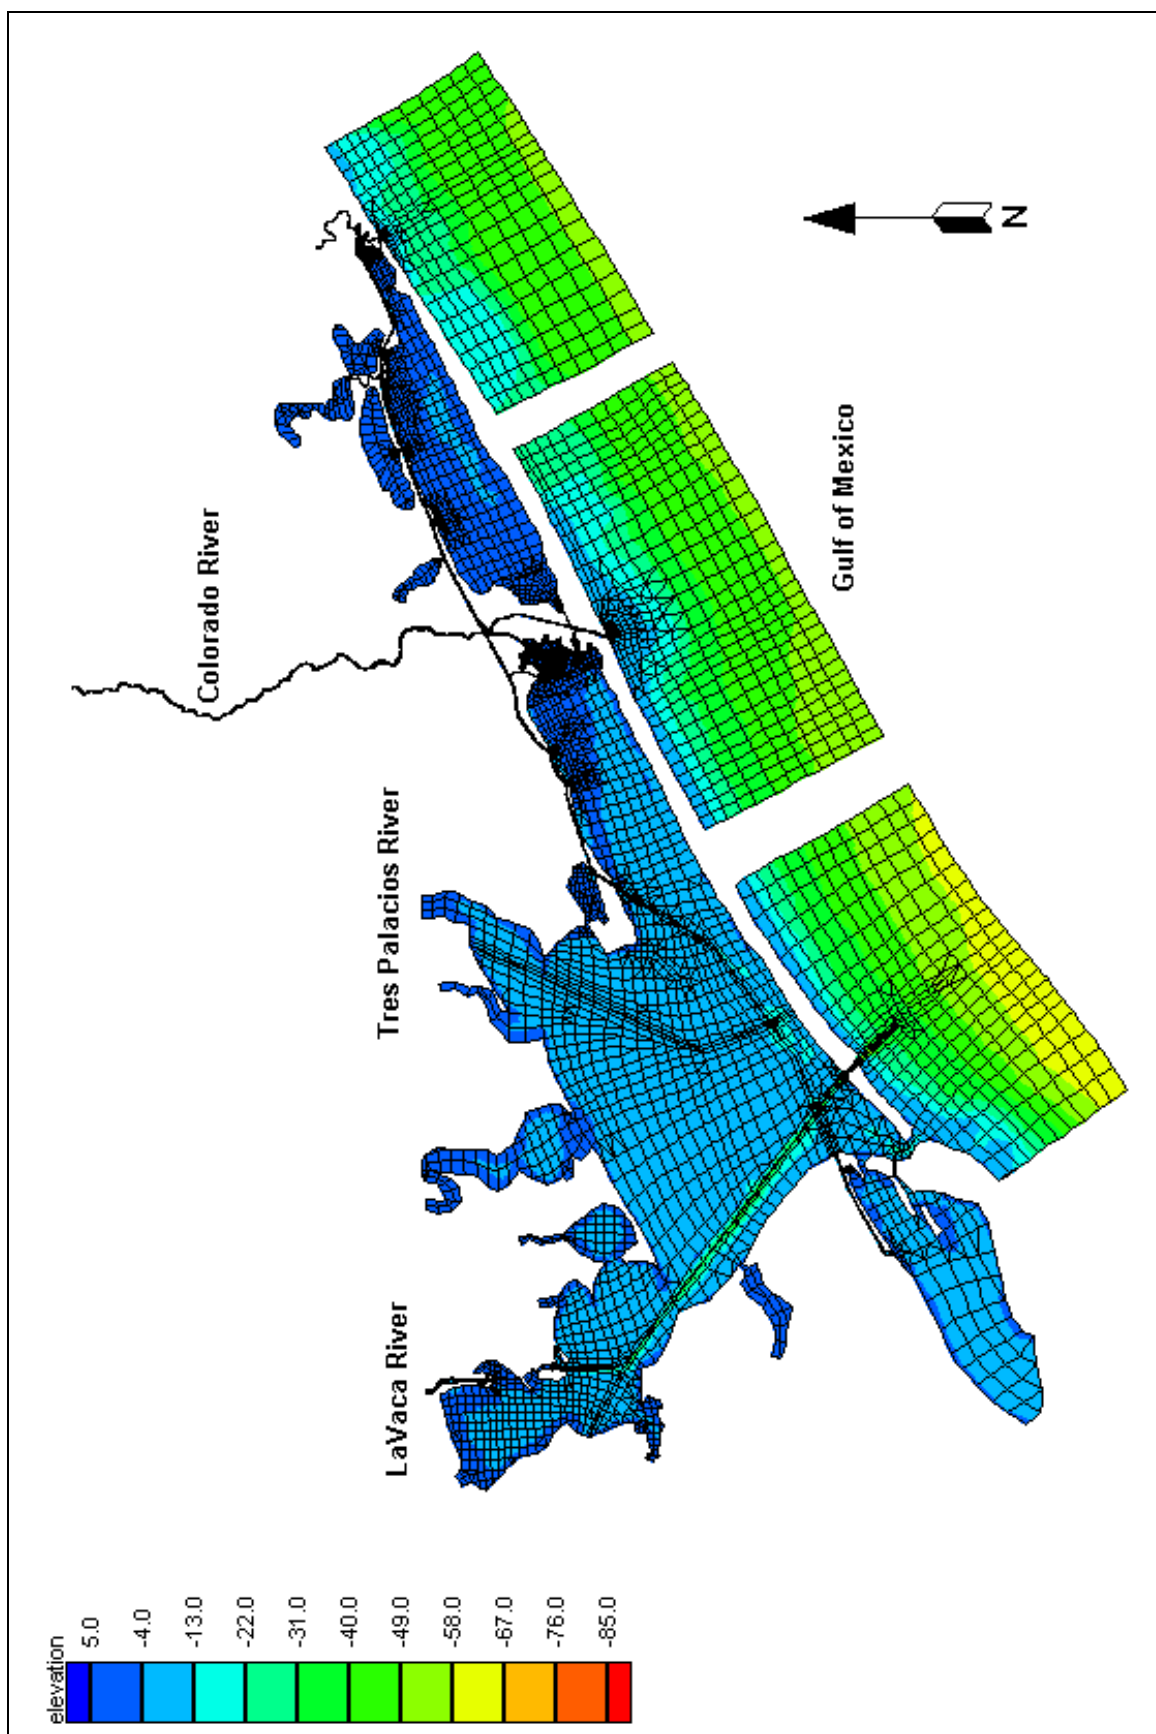 Colorado River
Tres Palacios River
LaVaca River
Gulf of Mexico
N
elevation
5.0
-4.0
-13.0
-22.0
-31.0
-40.0
-49.0
-58.0
-67.0
-76.0
-85.0